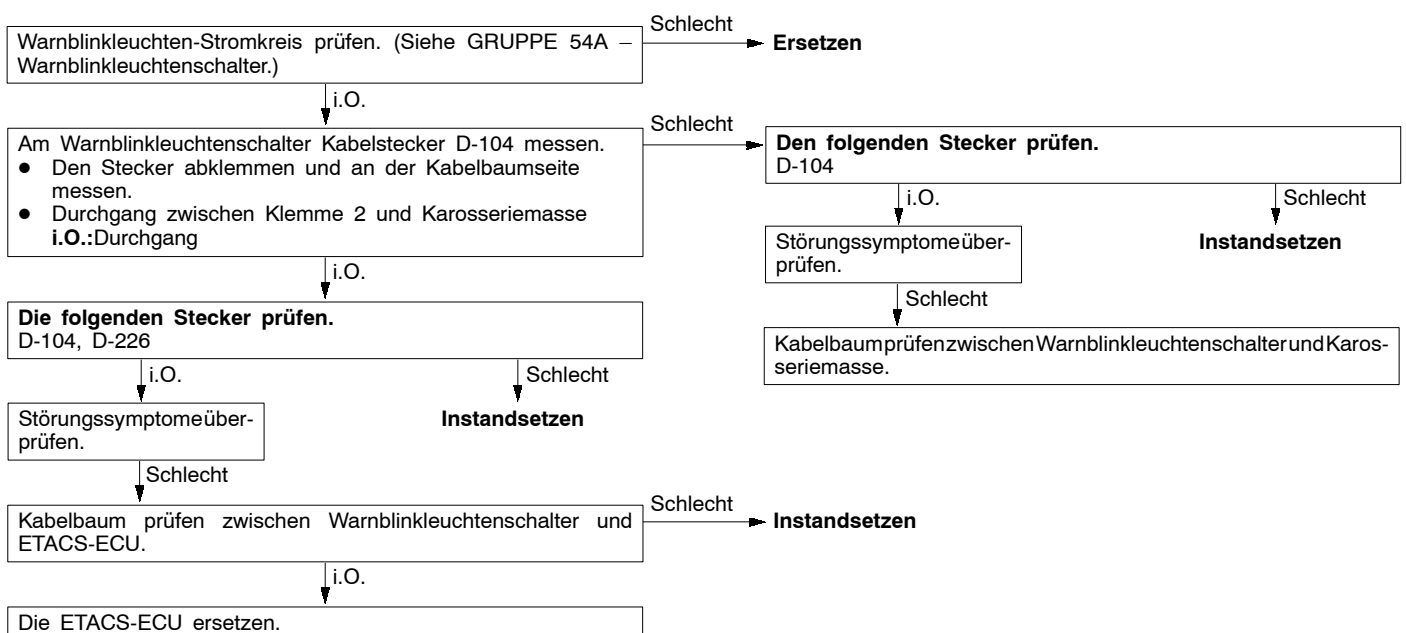 Warnblinkleuchten-Stromkreis prüfen. (Siehe GRUPPE 54A –
Warnblinkleuchtenschalter.)
Schlecht
Ersetzen
i.O.
Am Warnblinkleuchtenschalter Kabelstecker D-104 messen.
● Den Stecker abklemmen und an der Kabelbaumseite
messen.
● Durchgang zwischen Klemme 2 und Karosseriemasse
i.O.:Durchgang
Schlecht
Den folgenden Stecker prüfen.
D-104
i.O.
Schlecht
Störungssymptomeüber-
prüfen.
Instandsetzen
Schlecht
Kabelbaumprüfenzwischen WarnblinkleuchtenschalterundKaros-
seriemasse.
i.O.
Die folgenden Stecker prüfen.
D-104, D-226
i.O.
Schlecht
Störungssymptomeüber-
prüfen.
Instandsetzen
Schlecht
Kabelbaum prüfen zwischen Warnblinkleuchtenschalter und
ETACS-ECU.
Schlecht
Instandsetzen
i.O.
Die ETACS-ECU ersetzen.